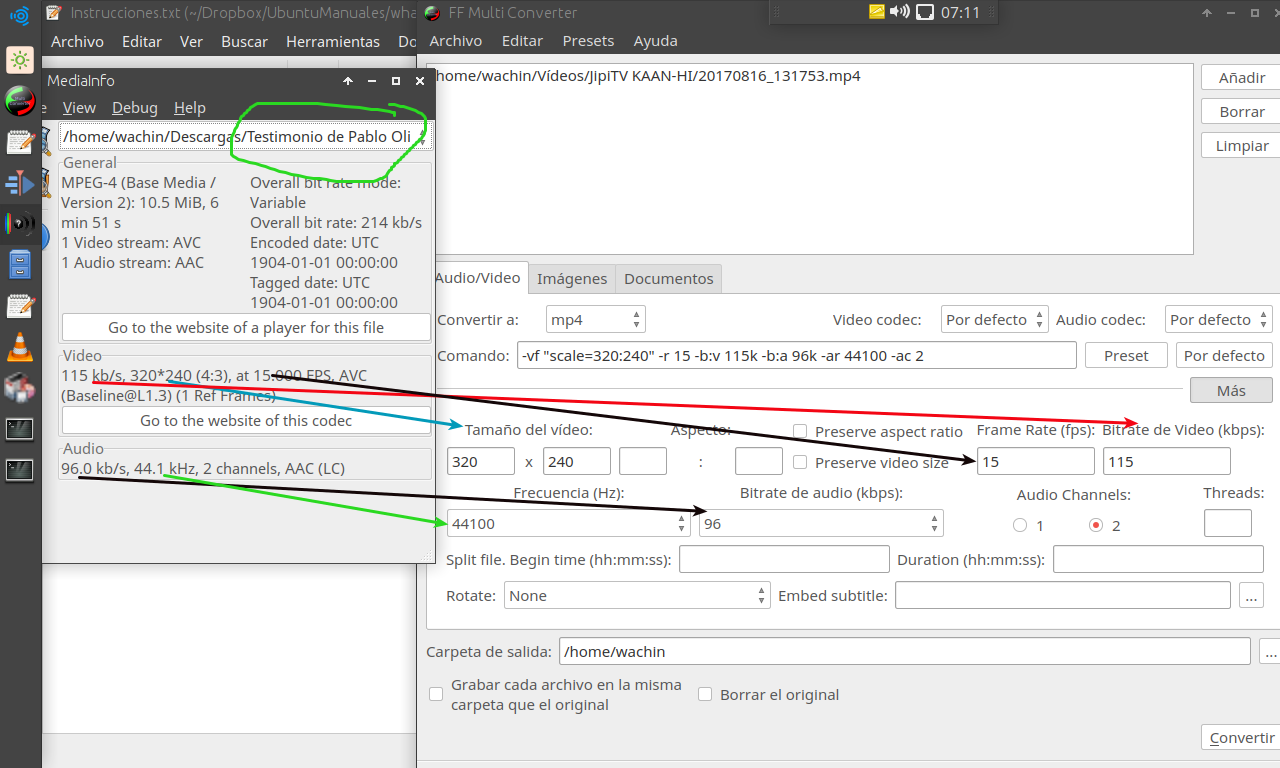 Instrucciones.txt (~/Dropbox/UbuntuManuales/wha
FF Multi Converter
07:11
Archivo Editar Ver Buscar Herramientas Do
Archivo Editar Presets Ayuda
MediaInfo
View Debug Help
/home/wachin/Descargas/Testimonio de Pablo Oli
General
MPEG-4 (Base Media /
Version 2): 10.5 MiB, 6
min 51 s
1 Video stream: AVC
1 Audio stream: AAC
Overall bit rate mode:
Variable
Overall bit rate: 214 kb/s
Encoded date: UTC
1904-01-01 00:00:00
Tagged date: UTC
1904-01-01 00:00:00
Go to the website of a player for this file
Video
115 kb/s, 320*240 (4:3), at 15.000 FPS, AVC
(Baseline@L1.3) (1 Ref Frames)
Go to the website of this codec
Audio
96.0 kb/s, 44.1 kHz, 2 channels, AAC (LC)
home/wachin/Vídeos/JipiTV KAAN-HI/20170816_131753.mp4
Añadir
Borrar
Limpiar
Audio/Video Imágenes Documentos
Convertir a: mp4 Video codec: Por defecto Audio codec: Por defecto
Comando: -vf "scale=320:240" -r 15 -b:v 115k -b:a 96k -ar 44100 -ac 2 Preset Por defecto
Más
Tamaño del vídeo: Aspecto: Preserve aspect ratio Frame Rate (fps): Bitrate de Video (kbps):
320 x 240 : Preserve video size 15 115
Frecuencia (Hz): Bitrate de audio (kbps): Audio Channels: Threads:
44100 96 1 2
Split file. Begin time (hh:mm:ss): Duration (hh:mm:ss):
Rotate: None Embed subtitle: ...
Carpeta de salida: /home/wachin ...
Grabar cada archivo en la misma
carpeta que el original
Borrar el original
Convertir